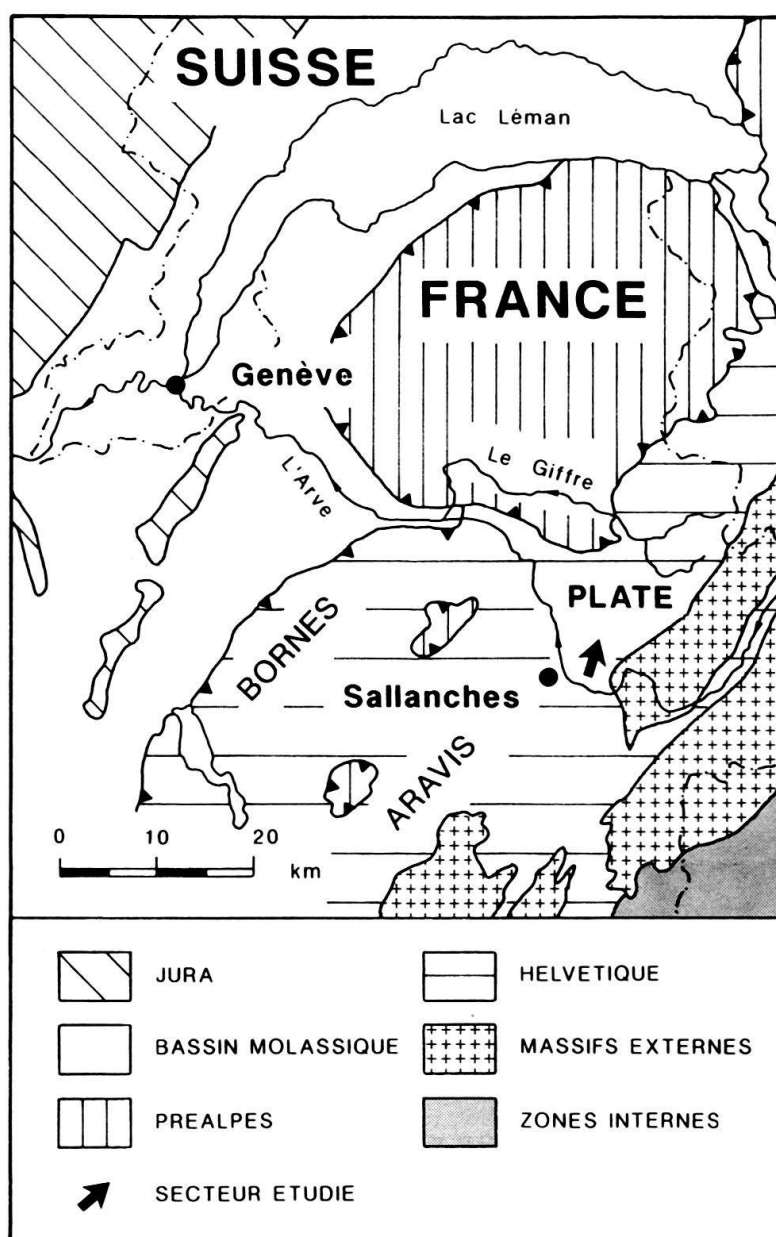 SUISSE
Lac Léman
FRANCE
Genève
Le Giffre
L'Arve
PLATE
BORNES
Sallanches
ARAVIS
0 10 20
km
JURA
HELVETIQUE
BASSIN MOLASSIQUE
MASSIFS EXTERNES
PREALPES
ZONES INTERNES
SECTEUR ETUDIE